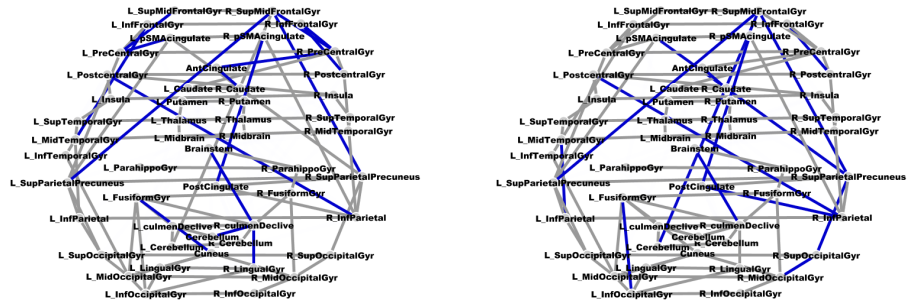 L_SupMidFrontalGyr R_SupMidFrontalGyr
L_InfFrontalGyr R_InfFrontalGyr
L_pSMAcingulate R_pSMAcingulate
L_PreCentralGyr R_PreCentralGyr
AntCingulate
L_PostcentralGyr R_PostcentralGyr
L_Caudate R_Caudate
L_Insula R_Insula
L_Putamen R_Putamen
L_SupTemporalGyr L_Thalamus R_Thalamus R_SupTemporalGyr
L_MidTemporalGyr L_Midbrain R_Midbrain R_MidTemporalGyr
Brainstem
L_InfTemporalGyr
L_ParahippoGyr R_ParahippoGyr
L_SupParietalPrecuneus R_SupParietalPrecuneus
PostCingulate
L_FusiformGyr R_FusiformGyr
L_InfParietal R_InfParietal
L_culmenDeclive R_culmenDeclive
Cerebellum
L_Cerebellum R_Cerebellum
Cuneus
L_SupOccipitalGyr R_SupOccipitalGyr
L_LingualGyr R_LingualGyr
L_MidOccipitalGyr R_MidOccipitalGyr
L_InfOccipitalGyr R_InfOccipitalGyr
L_SupMidFrontalGyr R_SupMidFrontalGyr
L_InfFrontalGyr R_InfFrontalGyr
L_pSMAcingulate R_pSMAcingulate
L_PreCentralGyr R_PreCentralGyr
AntCingulate
L_PostcentralGyr R_PostcentralGyr
L_Caudate R_Caudate
L_Insula R_Insula
L_Putamen R_Putamen
L_SupTemporalGyr L_Thalamus R_Thalamus R_SupTemporalGyr
L_MidTemporalGyr L_Midbrain R_Midbrain R_MidTemporalGyr
Brainstem
L_InfTemporalGyr
L_ParahippoGyr R_ParahippoGyr
L_SupParietalPrecuneus R_SupParietalPrecuneus
PostCingulate
L_FusiformGyr R_FusiformGyr
L_InfParietal R_InfParietal
L_culmenDeclive R_culmenDeclive
Cerebellum
L_Cerebellum R_Cerebellum
Cuneus
L_SupOccipitalGyr R_SupOccipitalGyr
L_LingualGyr R_LingualGyr
L_MidOccipitalGyr R_MidOccipitalGyr
L_InfOccipitalGyr R_InfOccipitalGyr